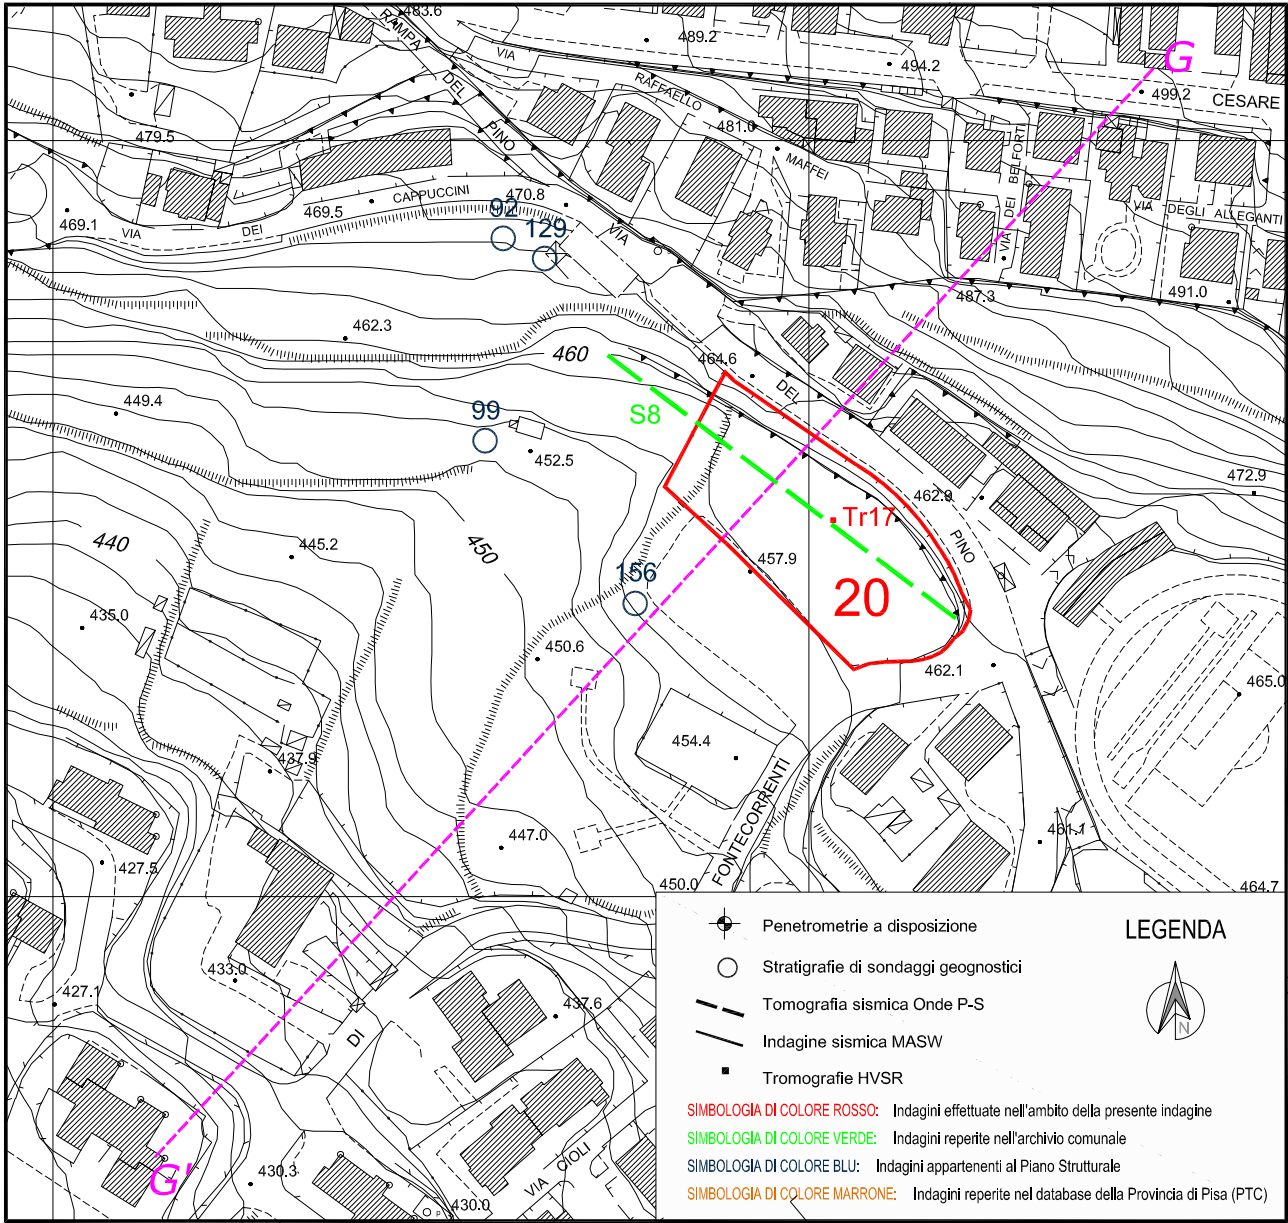 483.6
RAMPA
DEL
PINO
VIA
RAFFAELLO
MAFFEI
489.2
494.2
G
499.2
CESARE
479.5
481.0
VIA DEI BELFORTI
VIA DEGLI ALLEGANTI
469.1
VIA
DEI
469.5
CAPPUCCINI
470.8
92
129
VIA
487.3
491.0
462.3
460
464.6
DEL
S8
449.4
99
452.5
472.9
462.9
PINO
Tr17
440
445.2
450
457.9
156
20
435.0
450.6
462.1
465.0
454.4
437.9
FONTECORRENTI
447.0
461.1
427.5
450.0
464.7
433.0
427.1
437.6
DI
G'
430.3
VIA CIOLI
430.0
P
LEGENDA
Penetrometrie a disposizione
Stratigrafie di sondaggi geognostici
Tomografia sismica Onde P-S
Indagine sismica MASW
Tromografie HVSR
N
SIMBOLOGIA DI COLORE ROSSO: Indagini effettuate nell'ambito della presente indagine
SIMBOLOGIA DI COLORE VERDE: Indagini reperite nell'archivio comunale
SIMBOLOGIA DI COLORE BLU: Indagini appartenenti al Piano Strutturale
SIMBOLOGIA DI COLORE MARRONE: Indagini reperite nel database della Provincia di Pisa (PTC)